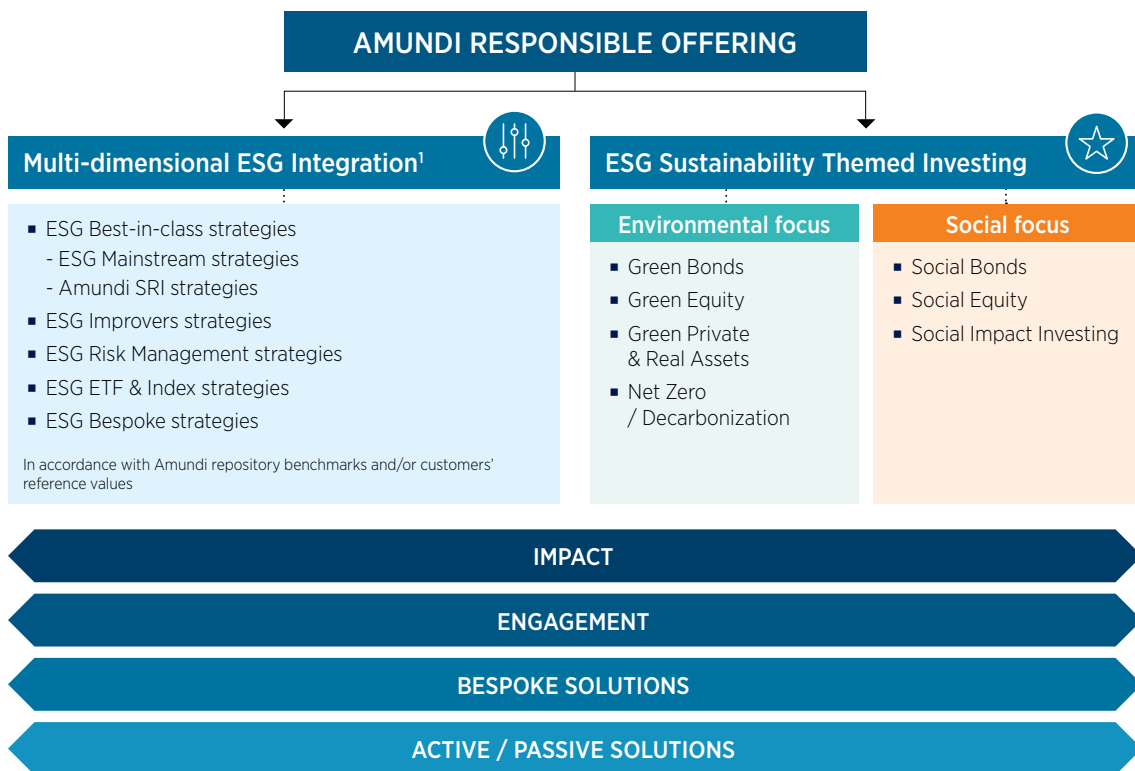 AMUNDI RESPONSIBLE OFFERING
Multi-dimensional ESG Integration¹
▪ ESG Best-in-class strategies
- ESG Mainstream strategies
- Amundi SRI strategies
▪ ESG Improvers strategies
▪ ESG Risk Management strategies
▪ ESG ETF & Index strategies
▪ ESG Bespoke strategies
In accordance with Amundi repository benchmarks and/or customers’
reference values
ESG Sustainability Themed Investing
Environmental focus
▪ Green Bonds
▪ Green Equity
▪ Green Private
& Real Assets
▪ Net Zero
/ Decarbonization
Social focus
▪ Social Bonds
▪ Social Equity
▪ Social Impact Investing
IMPACT
ENGAGEMENT
BESPOKE SOLUTIONS
ACTIVE / PASSIVE SOLUTIONS